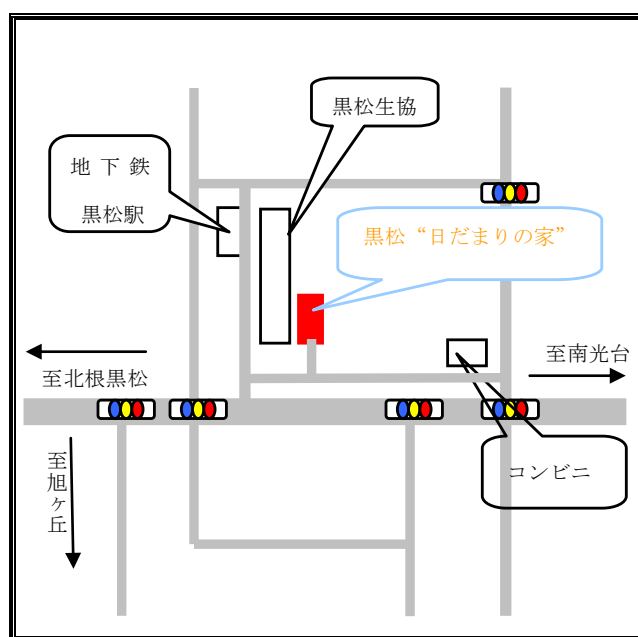 黒松生協
地下鉄
黒松駅
黒松“日だまりの家”
至南光台
至北根黒松
コンビニ
至旭ヶ丘